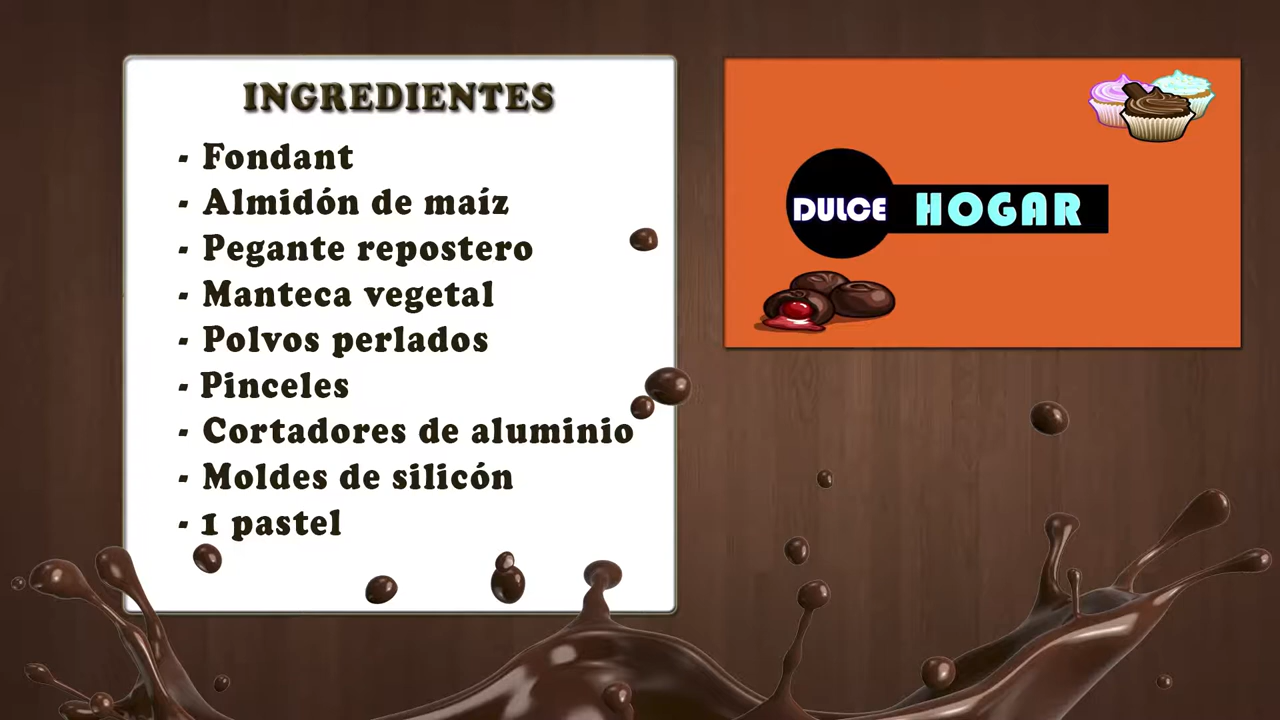 INGREDIENTES
- Fondant
- Almidón de maíz
- Pegante repostero
- Manteca vegetal
- Polvos perlados
- Pinceles
- Cortadores de aluminio
- Moldes de silicón
- 1 pastel
DULCE HOGAR